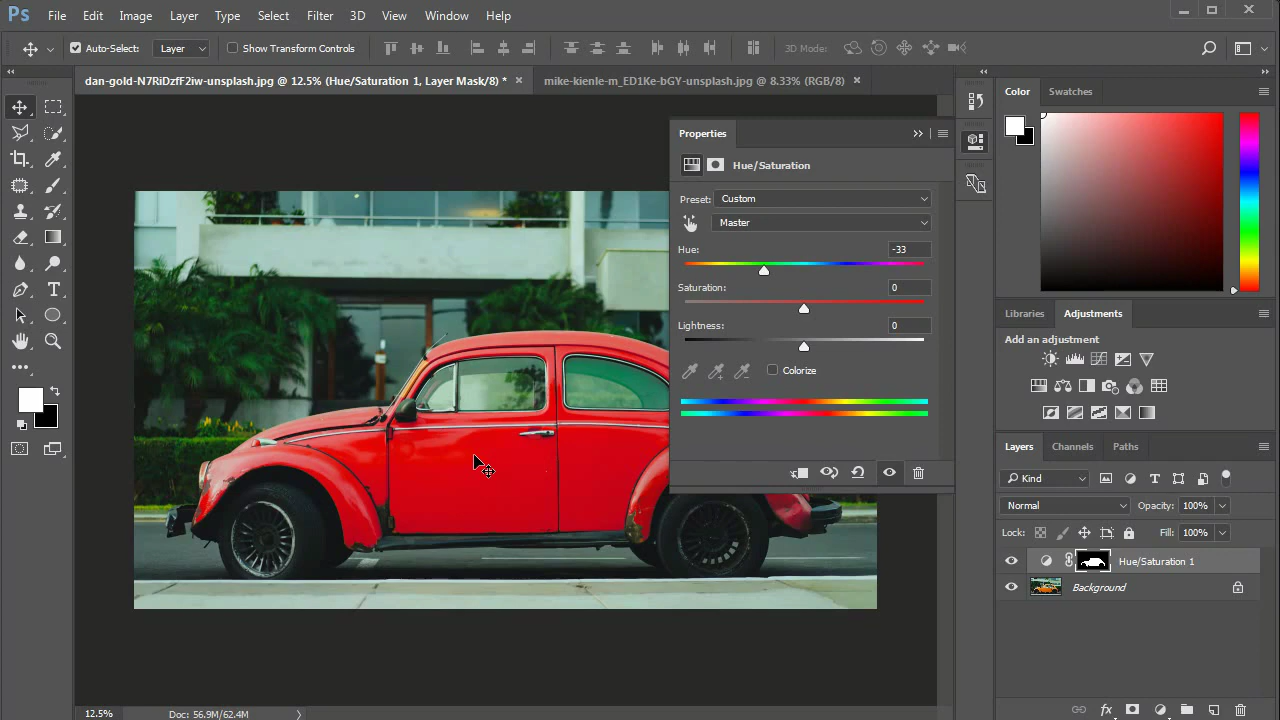 Ps File Edit Image Layer Type Select Filter 3D View Window Help
Auto-Select: Layer Show Transform Controls 3D Mode:
dan-gold-N7RiDzfF2iw-unsplash.jpg @ 12.5% (Hue/Saturation 1, Layer Mask/8) * × mike-kienle-m_ED1Ke-bGY-unsplash.jpg @ 8.33% (RGB/8) ×
Color Swatches
Properties
Hue/Saturation
Preset: Custom
Master
Hue: -33
Saturation: 0
Lightness: 0
Colorize
Libraries Adjustments
Add an adjustment
Layers Channels Paths
Kind
Normal Opacity: 100%
Lock: Fill: 100%
Hue/Saturation 1
Background
fx
12.5% Doc: 56.9M/62.4M